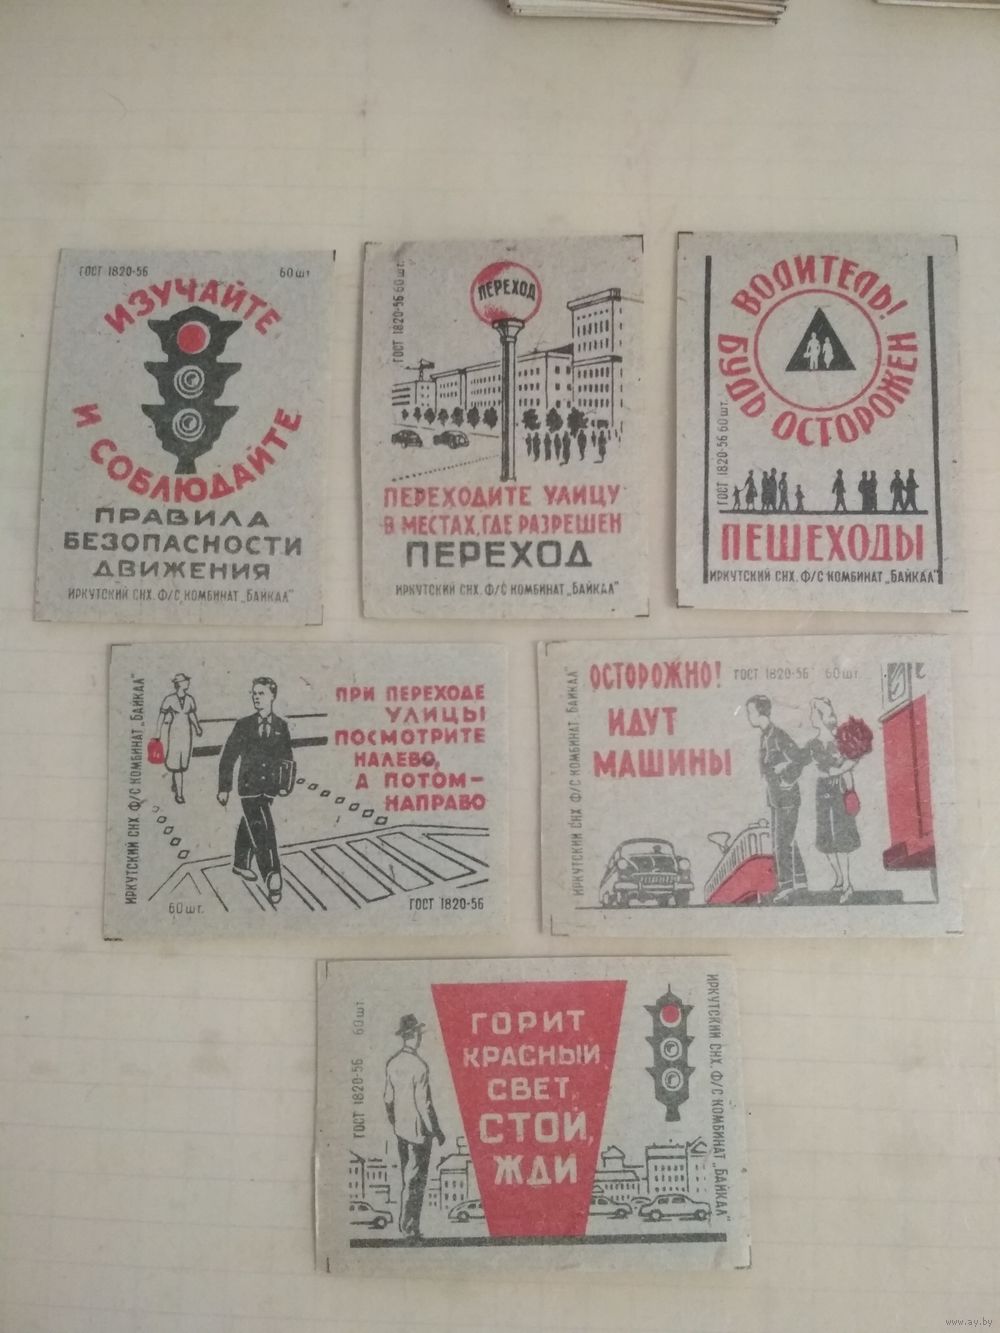 ГОСТ 1820-56 60шт
ИЗУЧАЙТЕ
И СОБЛЮДАЙТЕ
ПРАВИЛА
БЕЗОПАСНОСТИ
ДВИЖЕНИЯ
ИРКУТСКИЙ СНХ. Ф/С КОМБИНАТ „БАЙКАЛ"
ГОСТ 1820-56 60шт.
ПЕРЕХОД
ПЕРЕХОДИТЕ УЛИЦУ
В МЕСТАХ, ГДЕ РАЗРЕШЕН
ПЕРЕХОД
ИРКУТСКИЙ СНХ. Ф/С КОМБИНАТ „БАЙКАЛ"
ВОДИТЕЛЬ!
БУДЬ ОСТОРОЖЕН
ГОСТ 1820-56 60шт.
ПЕШЕХОДЫ
ИРКУТСКИЙ СНХ. Ф/С КОМБИНАТ „БАЙКАЛ"
ИРКУТСКИЙ СНХ Ф/С КОМБИНАТ „БАЙКАЛ"
ПРИ ПЕРЕХОДЕ
УЛИЦЫ
ПОСМОТРИТЕ
НАЛЕВО,
А ПОТОМ–
НАПРАВО
60шт.
ГОСТ 1820-56
ИРКУТСКИЙ СНХ Ф/С КОМБИНАТ „БАЙКАЛ"
ОСТОРОЖНО! ГОСТ 1820-56 60шт.
ИДУТ
МАШИНЫ
ГОСТ 1820-56 60шт
ГОРИТ
КРАСНЫЙ
СВЕТ,
СТОЙ,
ЖДИ
ИРКУТСКИЙ СНХ. Ф/С КОМБИНАТ „БАЙКАЛ"
www.ay.by